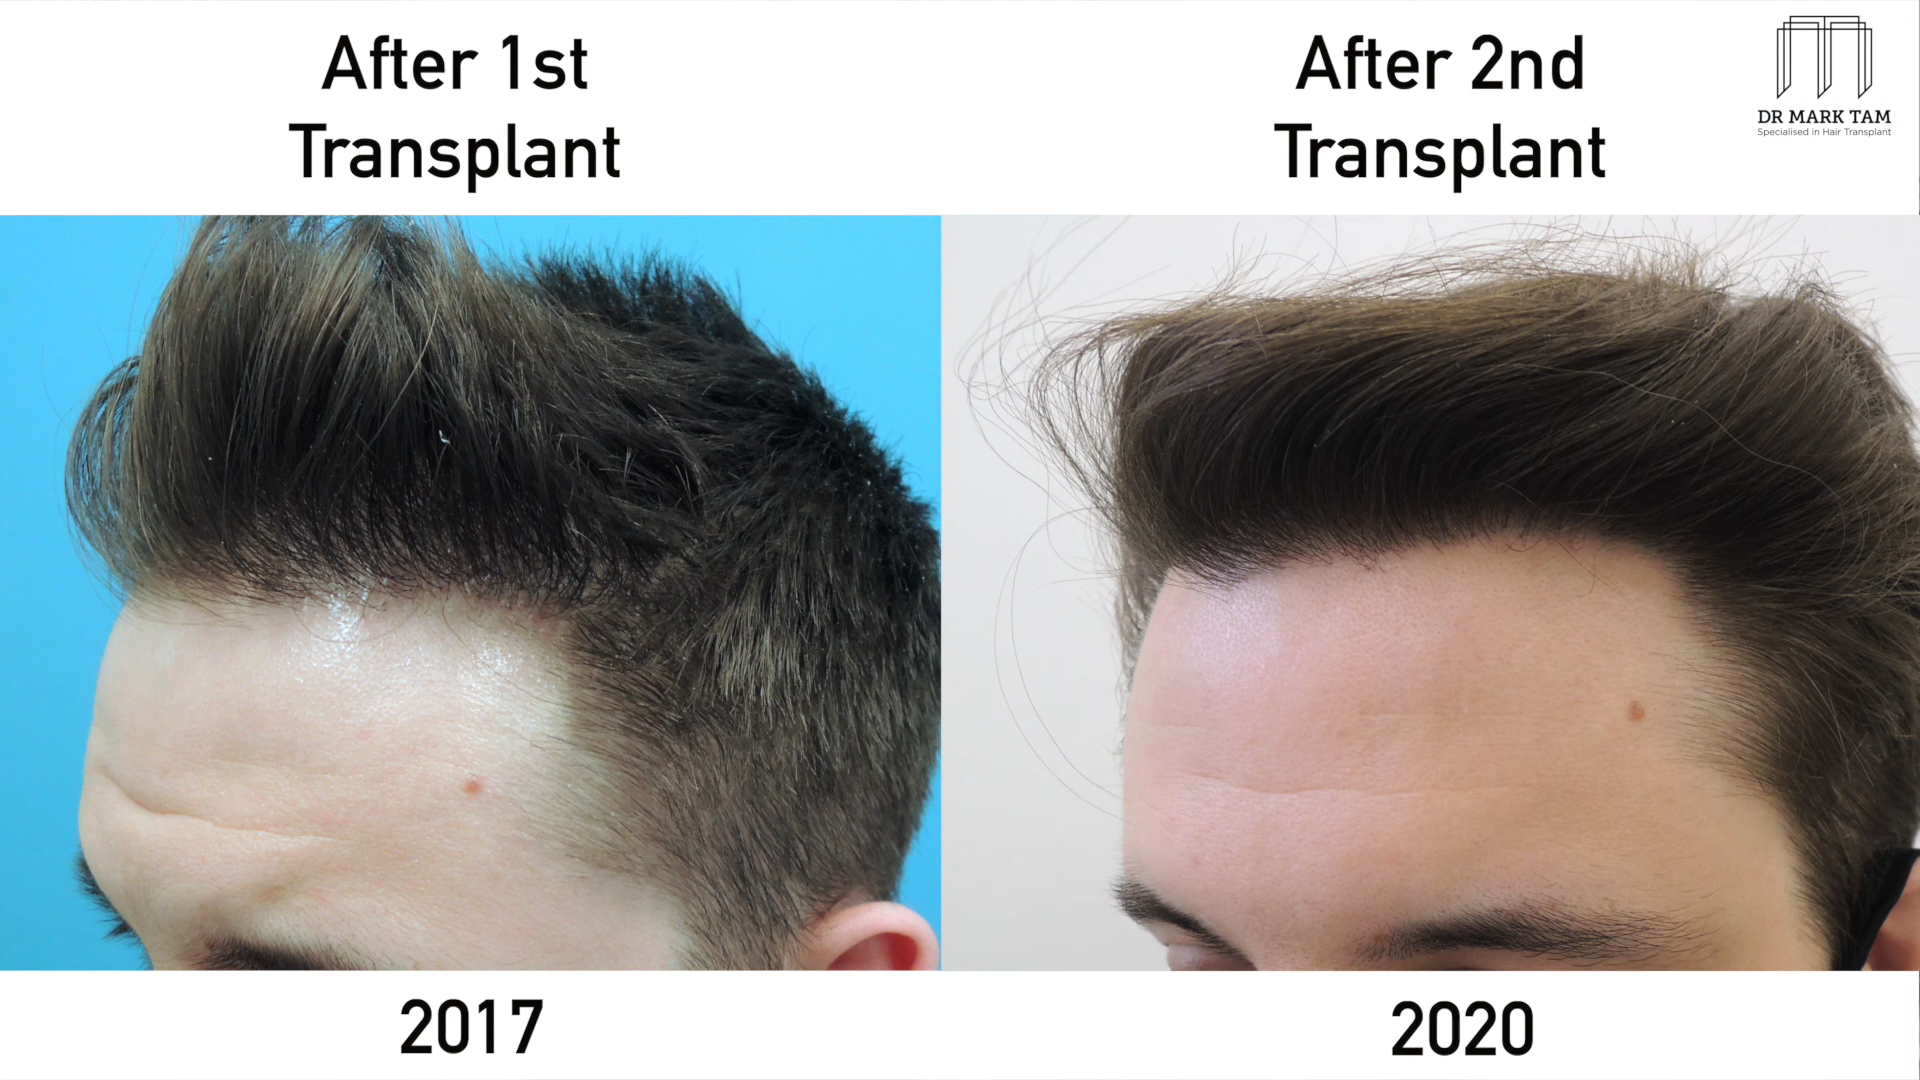 After 1st
Transplant
After 2nd
Transplant
DR MARK TAM
Specialised in Hair Transplant
2017
2020